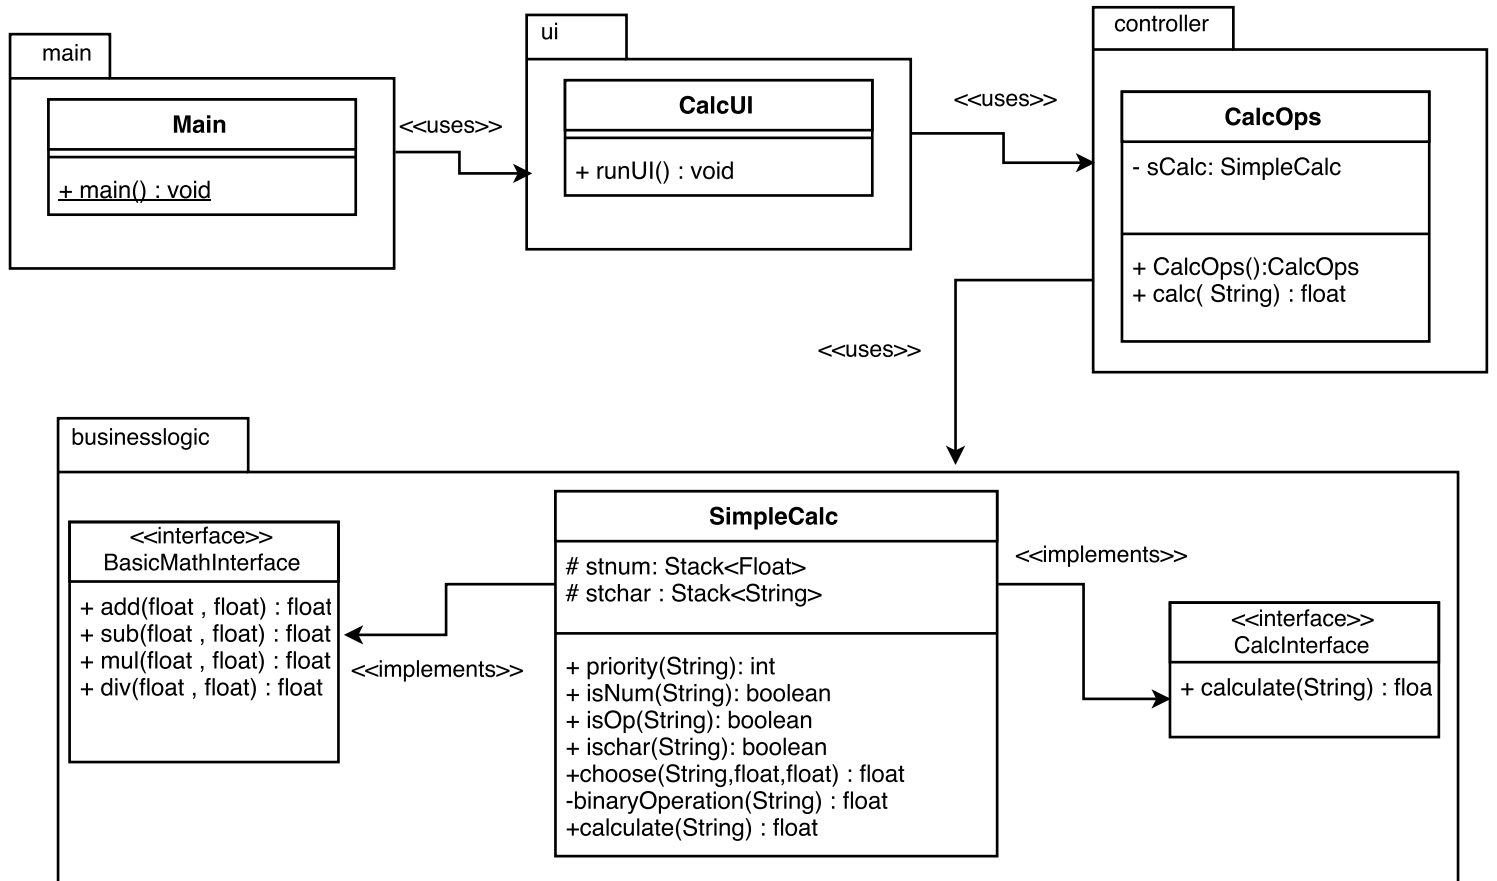 main
Main
+ main() : void
<<uses>>
ui
CalcUI
+ runUI() : void
<<uses>>
controller
CalcOps
- sCalc: SimpleCalc
+ CalcOps():CalcOps
+ calc( String) : float
<<uses>>
businesslogic
<<interface>>
BasicMathInterface
+ add(float , float) : float
+ sub(float , float) : float
+ mul(float , float) : float
+ div(float , float) : float
<<implements>>
SimpleCalc
# stnum: Stack<Float>
# stchar : Stack<String>
+ priority(String): int
+ isNum(String): boolean
+ isOp(String): boolean
+ ischar(String): boolean
+choose(String,float,float) : float
-binaryOperation(String) : float
+calculate(String) : float
<<implements>>
<<interface>>
CalcInterface
+ calculate(String) : floa